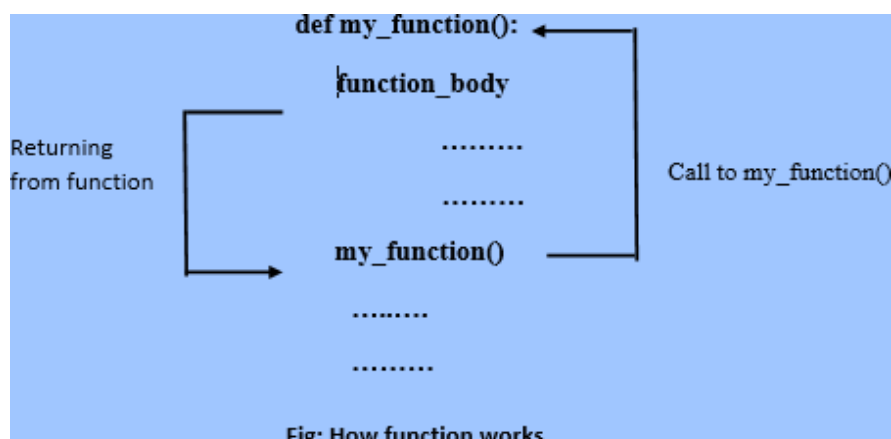 def my_function():
function_body
Returning
from function
.........
Call to my_function()
.........
my_function()
........
.........
Fig: How function works